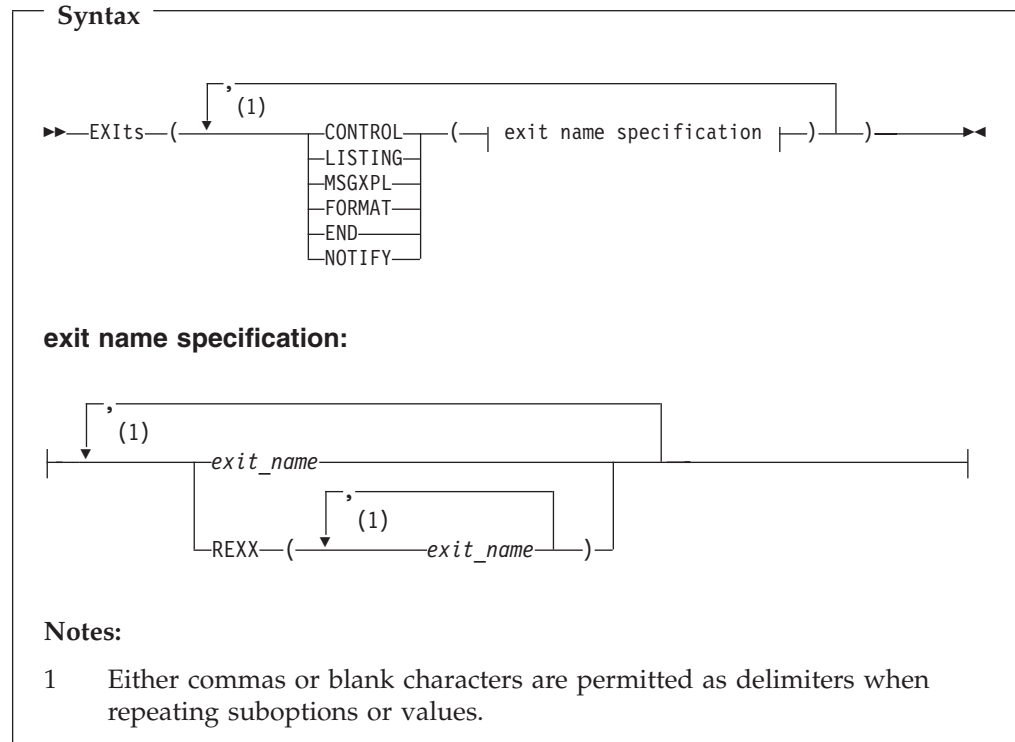 Syntax
,
(1)
EXIts ( CONTROL ( exit name specification ) )
LISTING
MSGXPL
FORMAT
END
NOTIFY
exit name specification:
,
(1)
exit_name
,
(1)
REXX ( exit_name )
Notes:
1 Either commas or blank characters are permitted as delimiters when
repeating suboptions or values.